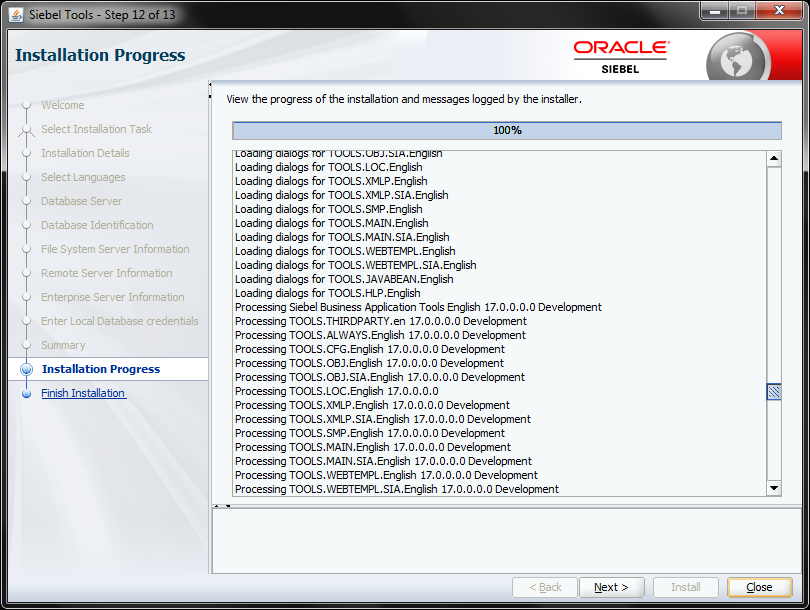 Siebel Tools - Step 12 of 13
Installation Progress
ORACLE
SIEBEL
Welcome
Select Installation Task
Installation Details
Select Languages
Database Server
Database Identification
File System Server Information
Remote Server Information
Enterprise Server Information
Enter Local Database credentials
Summary
Installation Progress
Finish Installation
View the progress of the installation and messages logged by the installer.
100%
Loading dialogs for TOOLS.OBJ.SIA.English
Loading dialogs for TOOLS.LOC.English
Loading dialogs for TOOLS.XMLP.English
Loading dialogs for TOOLS.XMLP.SIA.English
Loading dialogs for TOOLS.SMP.English
Loading dialogs for TOOLS.MAIN.English
Loading dialogs for TOOLS.MAIN.SIA.English
Loading dialogs for TOOLS.WEBTEMPL.English
Loading dialogs for TOOLS.WEBTEMPL.SIA.English
Loading dialogs for TOOLS.JAVABEAN.English
Loading dialogs for TOOLS.HLP.English
Processing Siebel Business Application Tools English 17.0.0.0.0 Development
Processing TOOLS.THIRDPARTY.en 17.0.0.0.0 Development
Processing TOOLS.ALWAYS.English 17.0.0.0.0 Development
Processing TOOLS.CFG.English 17.0.0.0.0 Development
Processing TOOLS.OBJ.English 17.0.0.0.0 Development
Processing TOOLS.OBJ.SIA.English 17.0.0.0.0 Development
Processing TOOLS.LOC.English 17.0.0.0.0
Processing TOOLS.XMLP.English 17.0.0.0.0 Development
Processing TOOLS.XMLP.SIA.English 17.0.0.0.0 Development
Processing TOOLS.SMP.English 17.0.0.0.0 Development
Processing TOOLS.MAIN.English 17.0.0.0.0 Development
Processing TOOLS.MAIN.SIA.English 17.0.0.0.0 Development
Processing TOOLS.WEBTEMPL.English 17.0.0.0.0 Development
Processing TOOLS.WEBTEMPL.SIA.English 17.0.0.0.0 Development
< Back
Next >
Install
Close